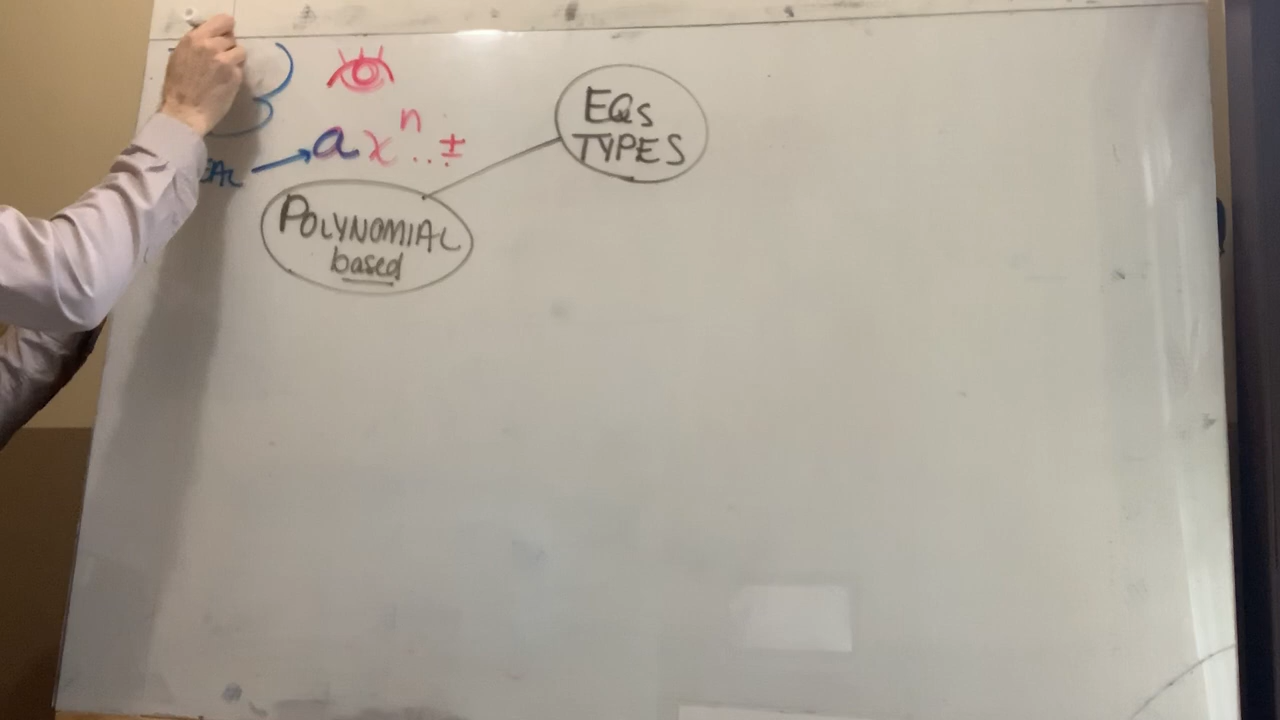 axⁿ..±
EQs
TYPES
POLYNOMIAL
based